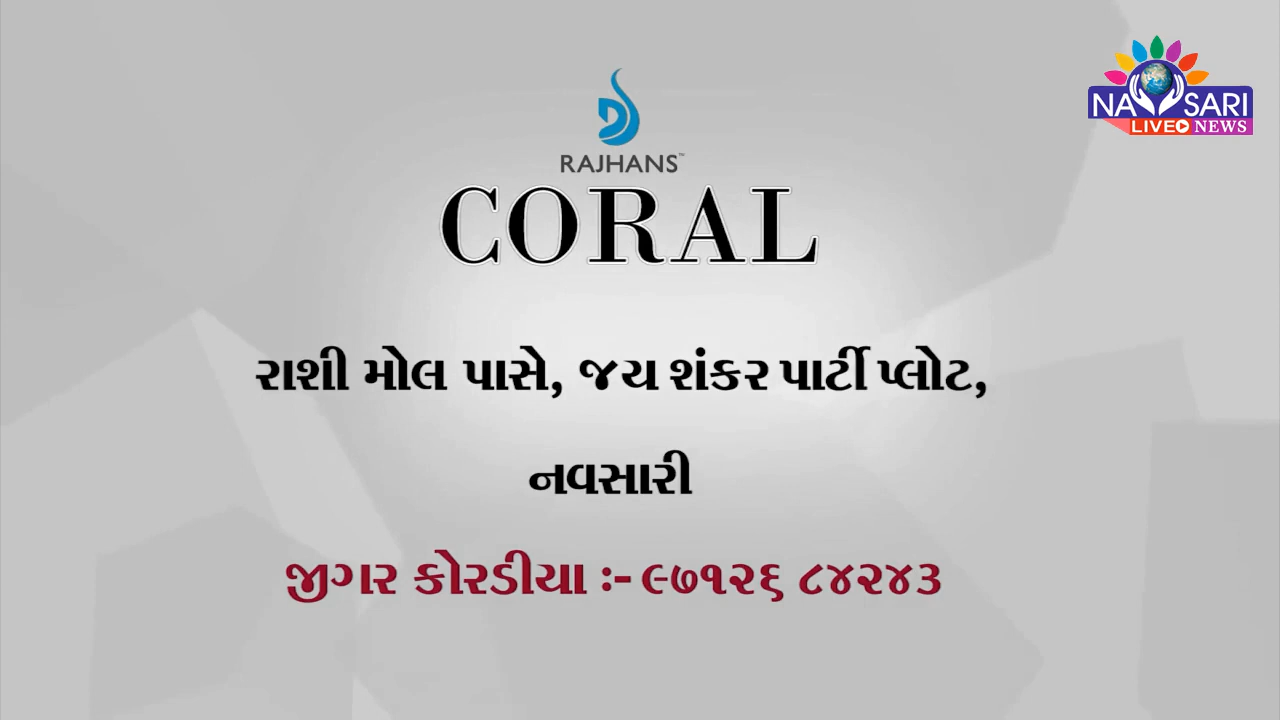 RAJHANS™
CORAL
રાશી મોલ પાસે, જય શંકર પાર્ટી પ્લોટ,
નવસારી
જીગર કોરડીયા ઃ- ૯૭૧૨૬ ૮૪૨૪૩
NAVSARI
LIVE NEWS